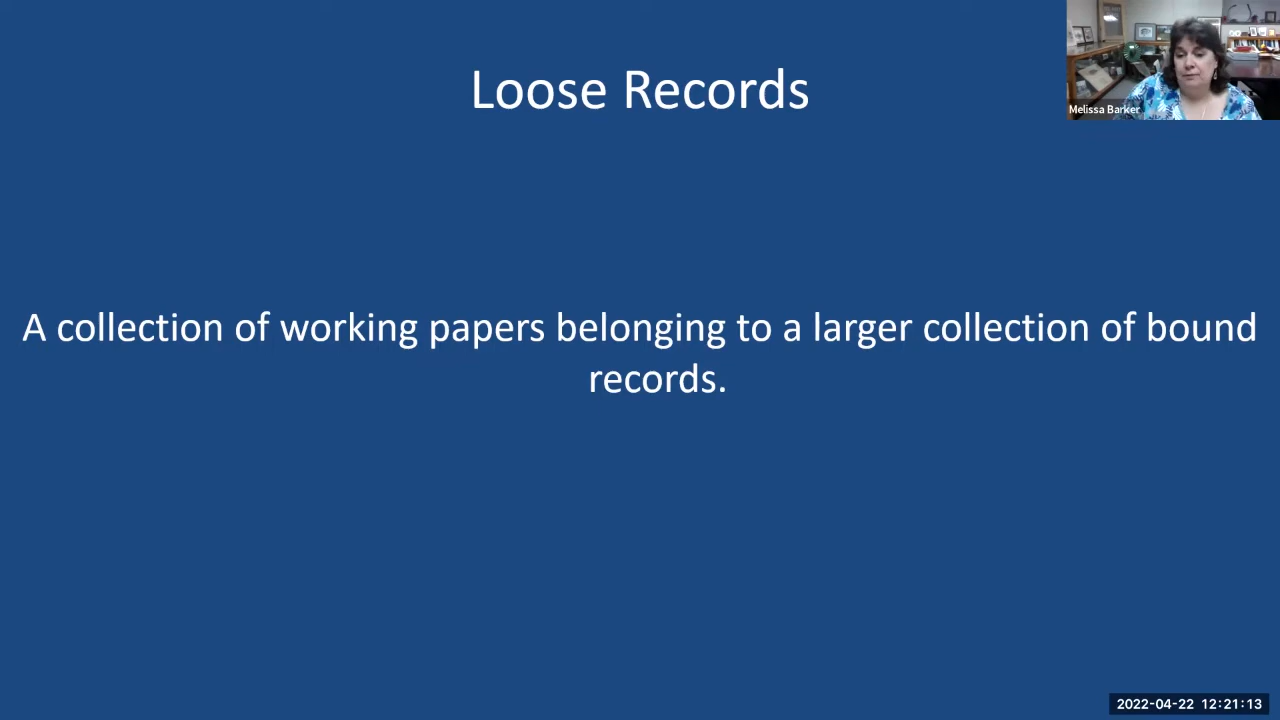 Loose Records
Melissa Barker
A collection of working papers belonging to a larger collection of bound
records.
2022-04-22 12:21:13